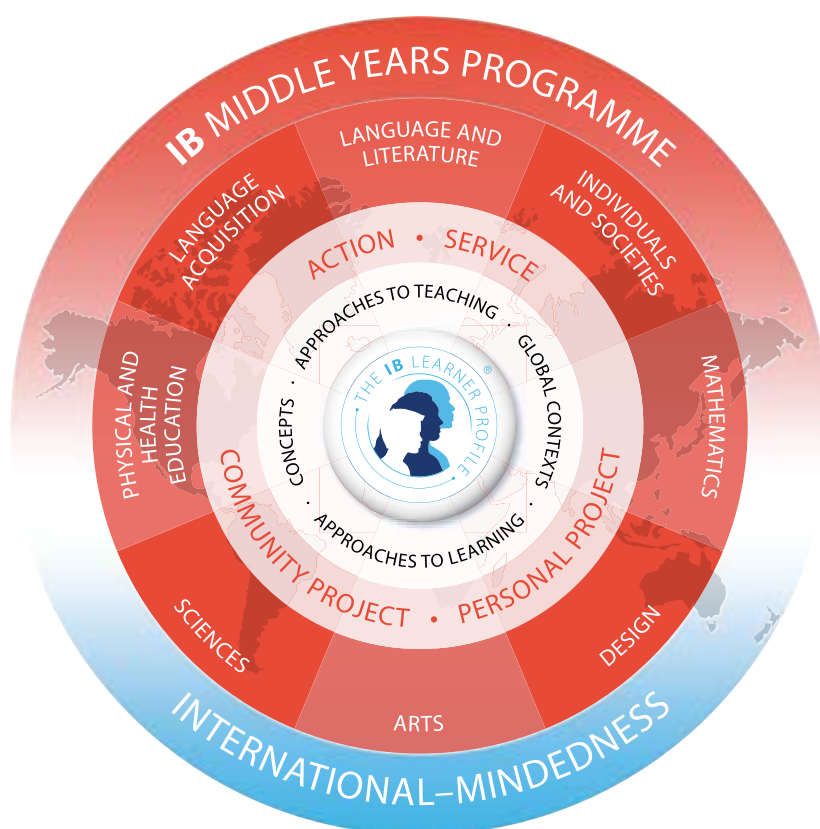 IB MIDDLE YEARS PROGRAMME
LANGUAGE AND
LITERATURE
INDIVIDUALS
AND SOCIETIES
MATHEMATICS
DESIGN
ARTS
SCIENCES
PHYSICAL AND
HEALTH
EDUCATION
LANGUAGE
ACQUISITION
ACTION • SERVICE
PERSONAL PROJECT
•
COMMUNITY PROJECT
APPROACHES TO TEACHING ·
GLOBAL CONTEXTS ·
APPROACHES TO LEARNING ·
CONCEPTS ·
• THE IB LEARNER PROFILE • ®
INTERNATIONAL–MINDEDNESS